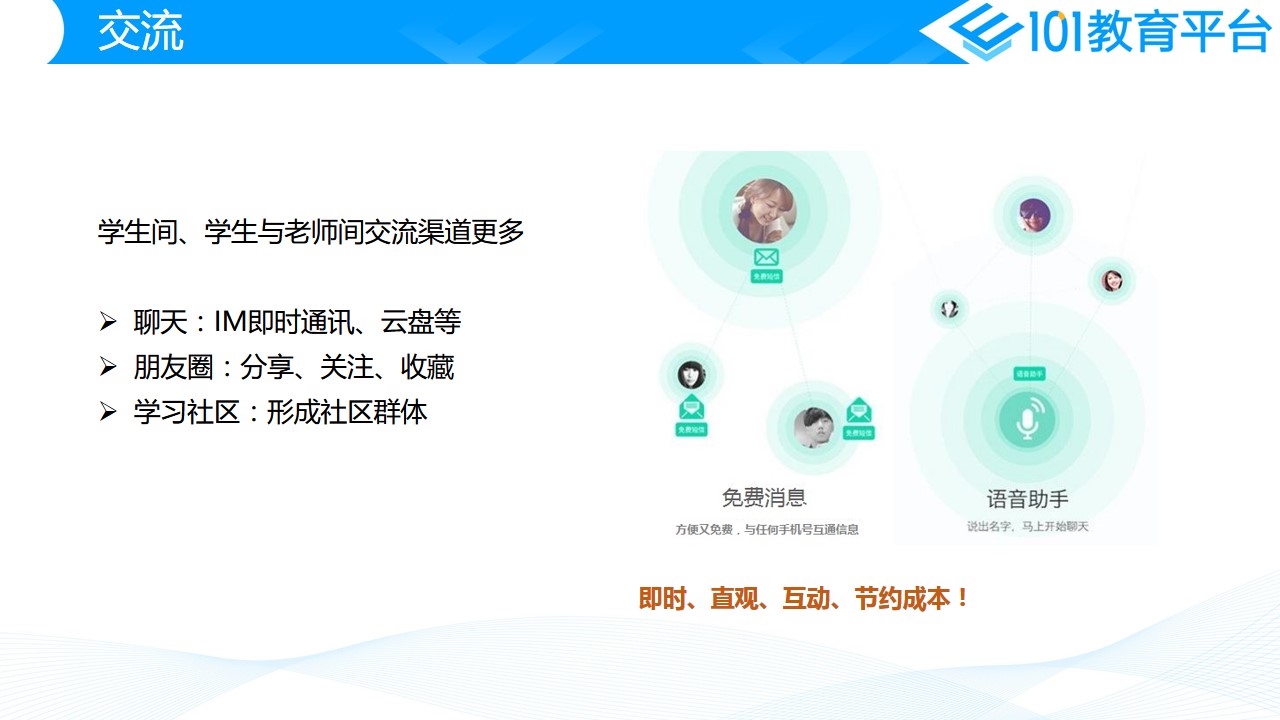 交流
101教育平台
学生间、学生与老师间交流渠道更多
聊天：IM即时通讯、云盘等
朋友圈：分享、关注、收藏
学习社区：形成社区群体
免费短信
免费短信
免费短信
免费消息
方便又免费，与任何手机号互通信息
语音助手
语音助手
说出名字，马上开始聊天
即时、直观、互动、节约成本！